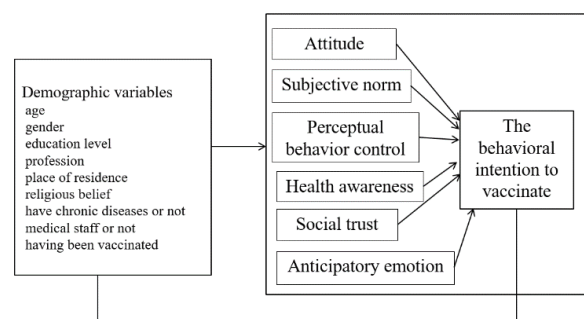 Demographic variables
age
gender
education level
profession
place of residence
religious belief
have chronic diseases or not
medical staff or not
having been vaccinated
Attitude
Subjective norm
Perceptual
behavior control
Health awareness
Social trust
Anticipatory emotion
The
behavioral
intention to
vaccinate